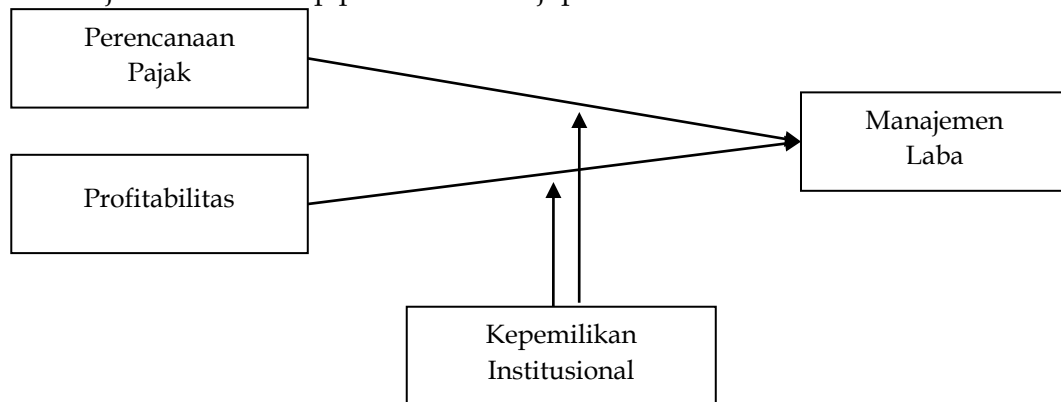 Perencanaan
Pajak
Manajemen
Laba
Profitabilitas
Kepemilikan
Institusional